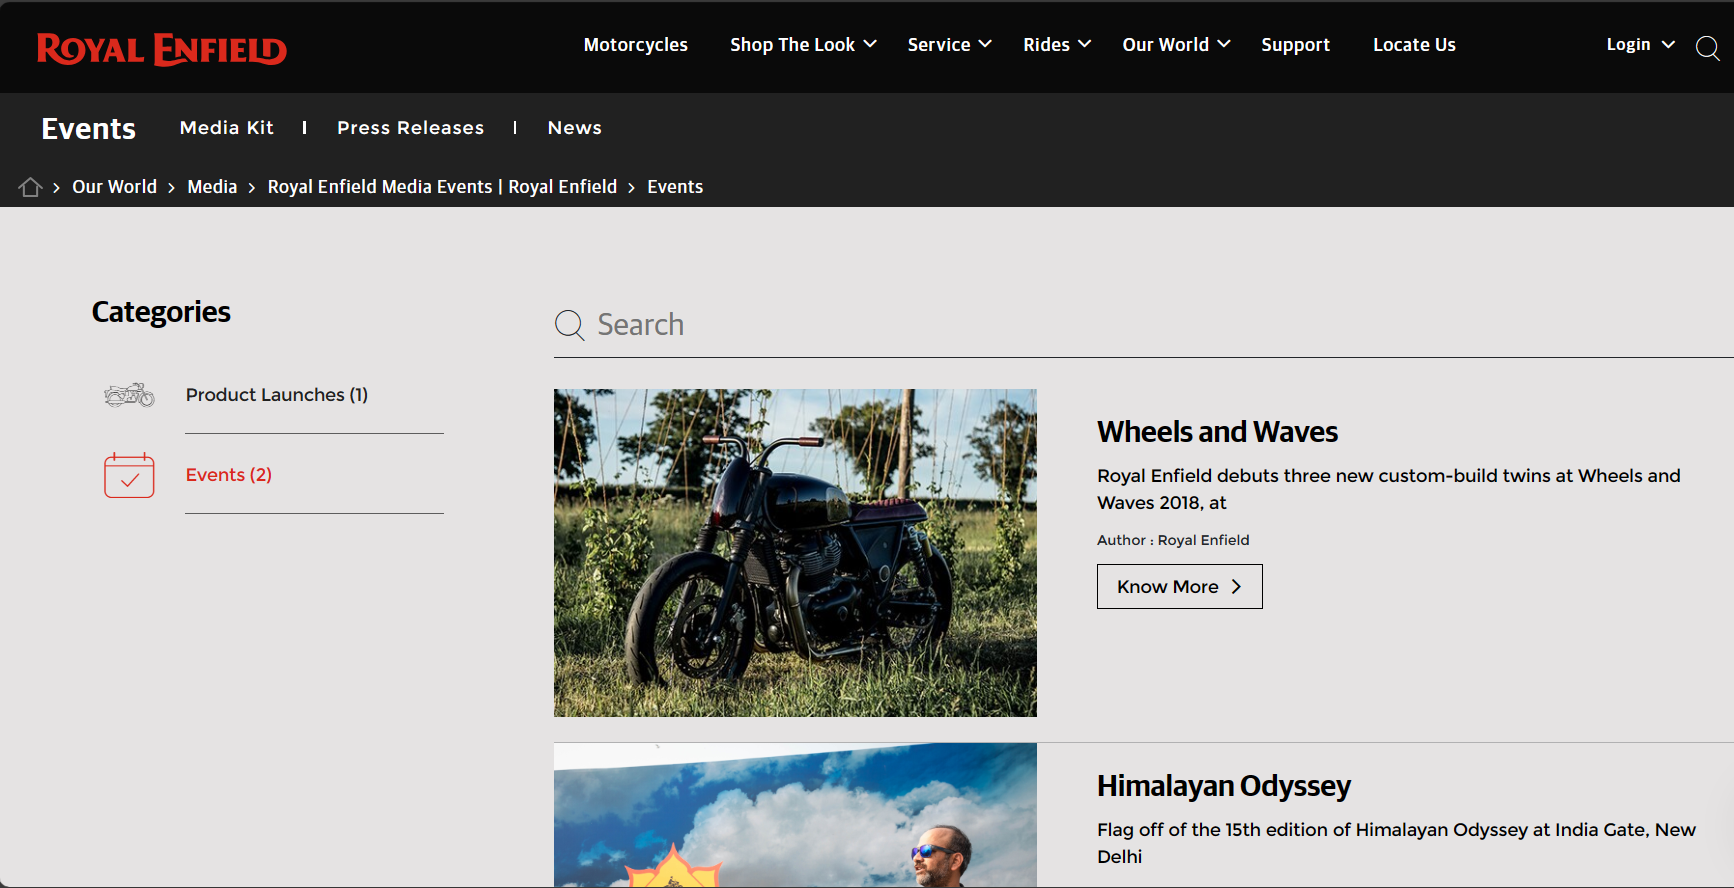 ROYAL ENFIELD
Motorcycles
Shop The Look
Service
Rides
Our World
Support
Locate Us
Login
Events
Media Kit
Press Releases
News
Our World > Media > Royal Enfield Media Events | Royal Enfield > Events
Categories
Product Launches (1)
Events (2)
Search
Wheels and Waves
Royal Enfield debuts three new custom-build twins at Wheels and
Waves 2018, at
Author : Royal Enfield
Know More
Himalayan Odyssey
Flag off of the 15th edition of Himalayan Odyssey at India Gate, New
Delhi